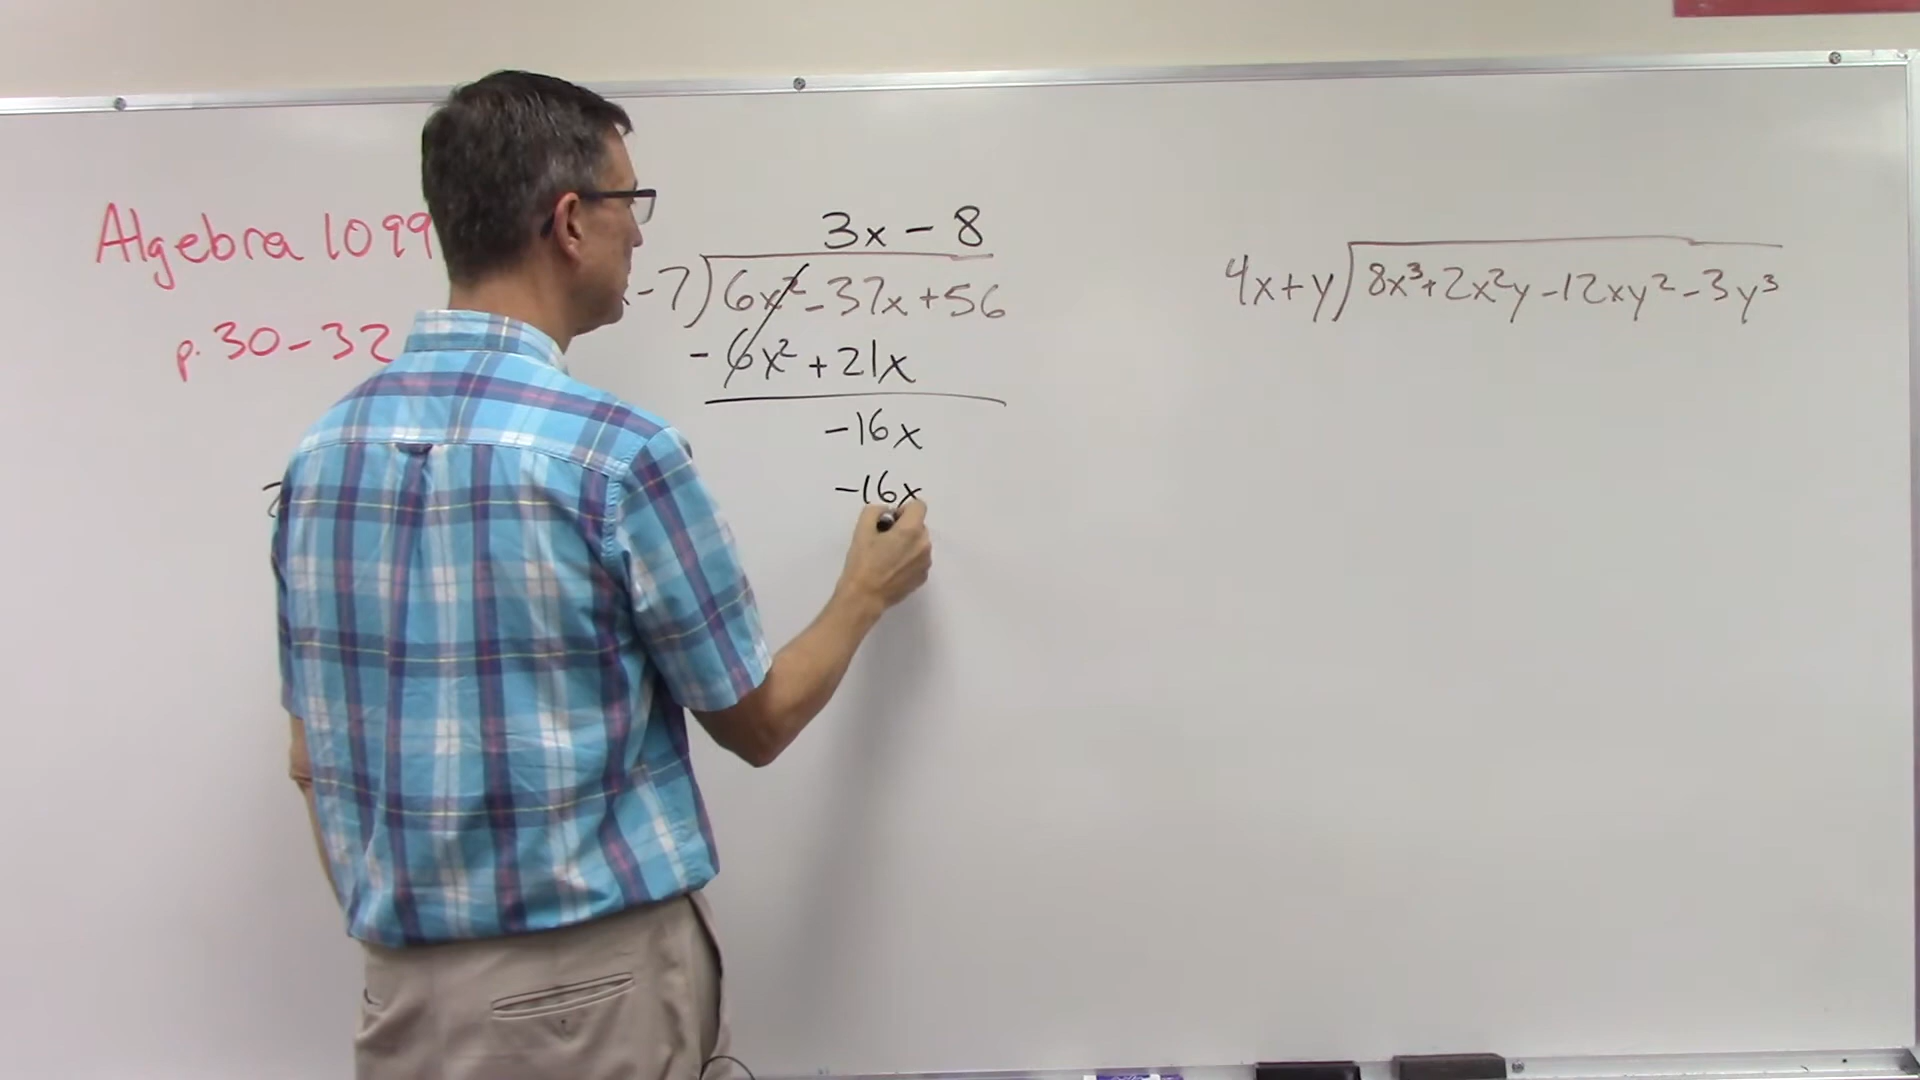 Algebra 1099
p. 30-32
3x - 8
-7)6x²-37x+56
- 6x² + 21x
-16x
-16x
4x+y)8x³+2x²y-12xy²-3y³